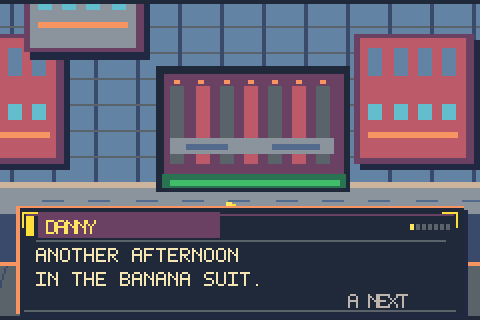 DANNY
ANOTHER AFTERNOON
IN THE BANANA SUIT.
A NEXT